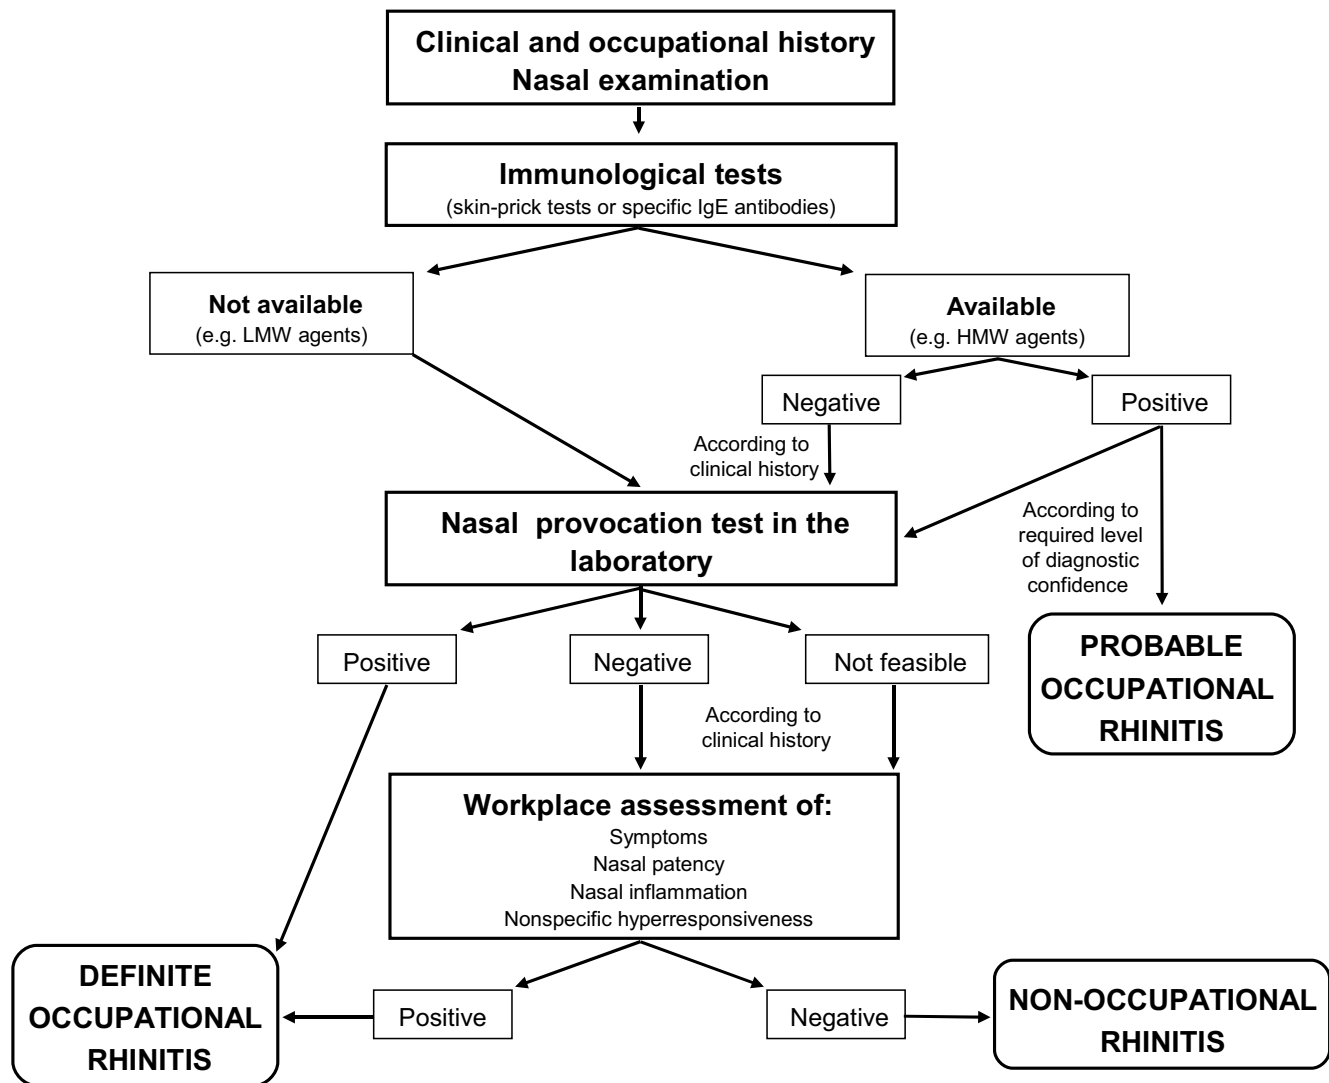 Clinical and occupational history
Nasal examination
Immunological tests
(skin-prick tests or specific IgE antibodies)
Not available
(e.g. LMW agents)
Available
(e.g. HMW agents)
Negative
Positive
According to
clinical history
According to
required level
of diagnostic
confidence
Nasal provocation test in the
laboratory
Positive
Negative
Not feasible
PROBABLE
OCCUPATIONAL
RHINITIS
According to
clinical history
Workplace assessment of:
Symptoms
Nasal patency
Nasal inflammation
Nonspecific hyperresponsiveness
DEFINITE
OCCUPATIONAL
RHINITIS
Positive
Negative
NON-OCCUPATIONAL
RHINITIS